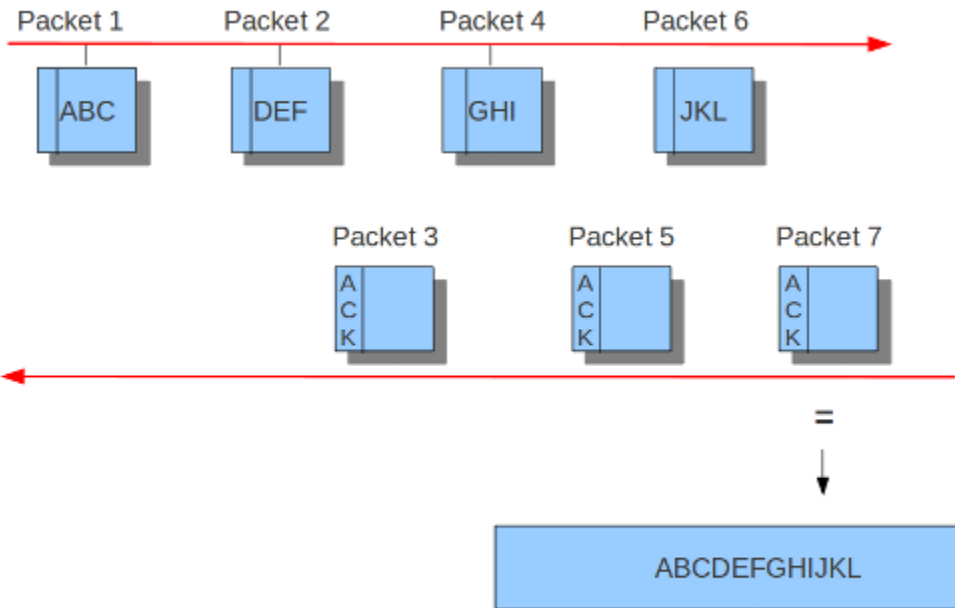 Packet 1 Packet 2 Packet 4 Packet 6
ABC DEF GHI JKL
Packet 3 Packet 5 Packet 7
A A A
C C C
K K K
=
ABCDEFGHIJKL